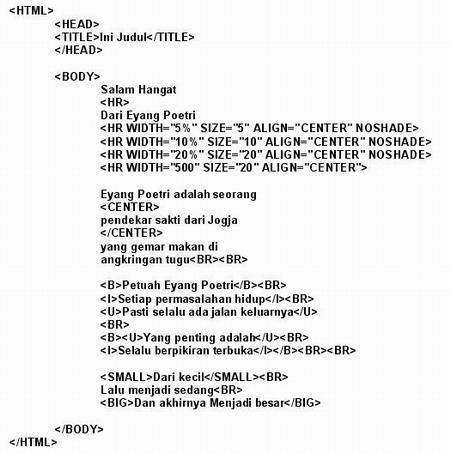 <HTML>
<HEAD>
<TITLE>Ini Judul</TITLE>
</HEAD>
<BODY>
Salam Hangat
<HR>
Dari Eyang Poetri
<HR WIDTH="5%" SIZE="5" ALIGN="CENTER" NOSHADE>
<HR WIDTH="10%" SIZE="10" ALIGN="CENTER" NOSHADE>
<HR WIDTH="20%" SIZE="20" ALIGN="CENTER" NOSHADE>
<HR WIDTH="500" SIZE="20" ALIGN="CENTER">
Eyang Poetri adalah seorang
<CENTER>
pendekar sakti dari Jogja
</CENTER>
yang gemar makan di
angkringan tugu<BR><BR>
<B>Petuah Eyang Poetri</B><BR>
<I>Setiap permasalahan hidup</I><BR>
<U>Pasti selalu ada jalan keluarnya</U>
<BR>
<B><U>Yang penting adalah</U><BR>
<I>Selalu berpikiran terbuka</I></B><BR><BR>
<SMALL>Dari kecil</SMALL><BR>
Lalu menjadi sedang<BR>
<BIG>Dan akhirnya Menjadi besar</BIG>
</BODY>
</HTML>